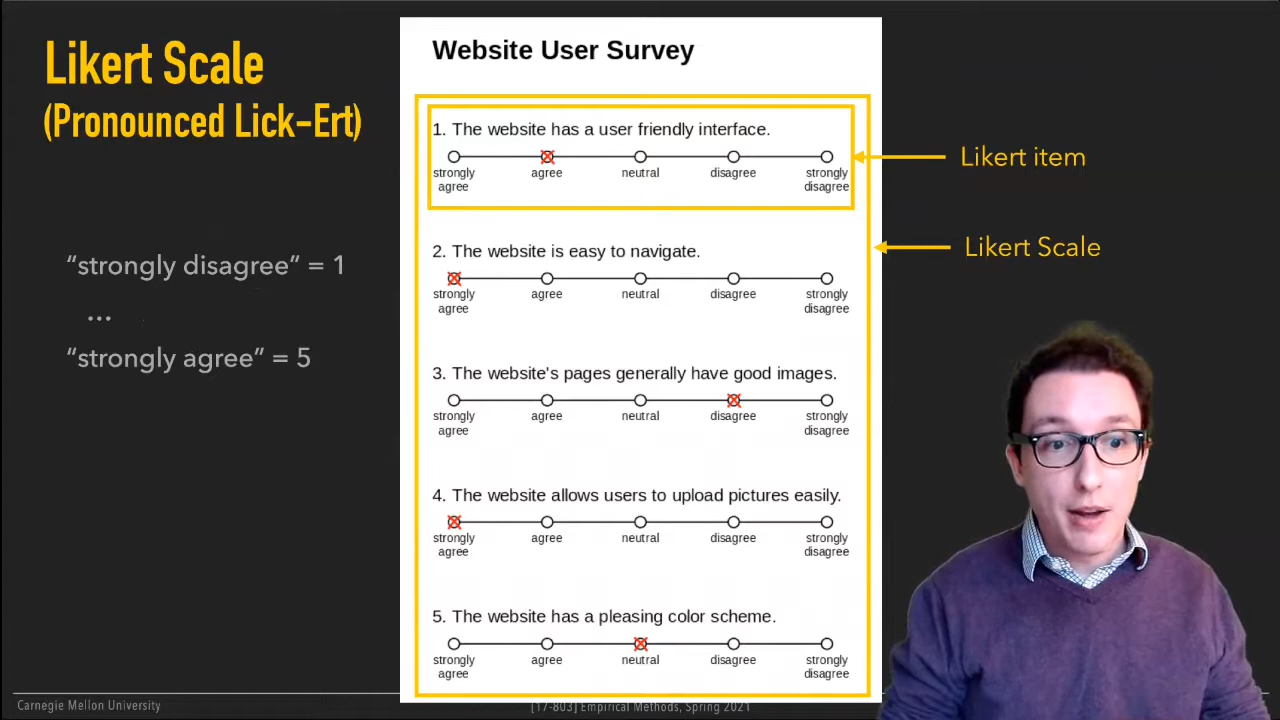 Likert Scale
(Pronounced Lick-Ert)
“strongly disagree” = 1
...
“strongly agree” = 5
Website User Survey
1. The website has a user friendly interface.
strongly agree agree neutral disagree strongly disagree
2. The website is easy to navigate.
strongly agree agree neutral disagree strongly disagree
3. The website's pages generally have good images.
strongly agree agree neutral disagree strongly disagree
4. The website allows users to upload pictures easily.
strongly agree agree neutral disagree strongly disagree
5. The website has a pleasing color scheme.
strongly agree agree neutral disagree strongly disagree
Likert item
Likert Scale
Carnegie Mellon University
[17-803] Empirical Methods, Spring 2021